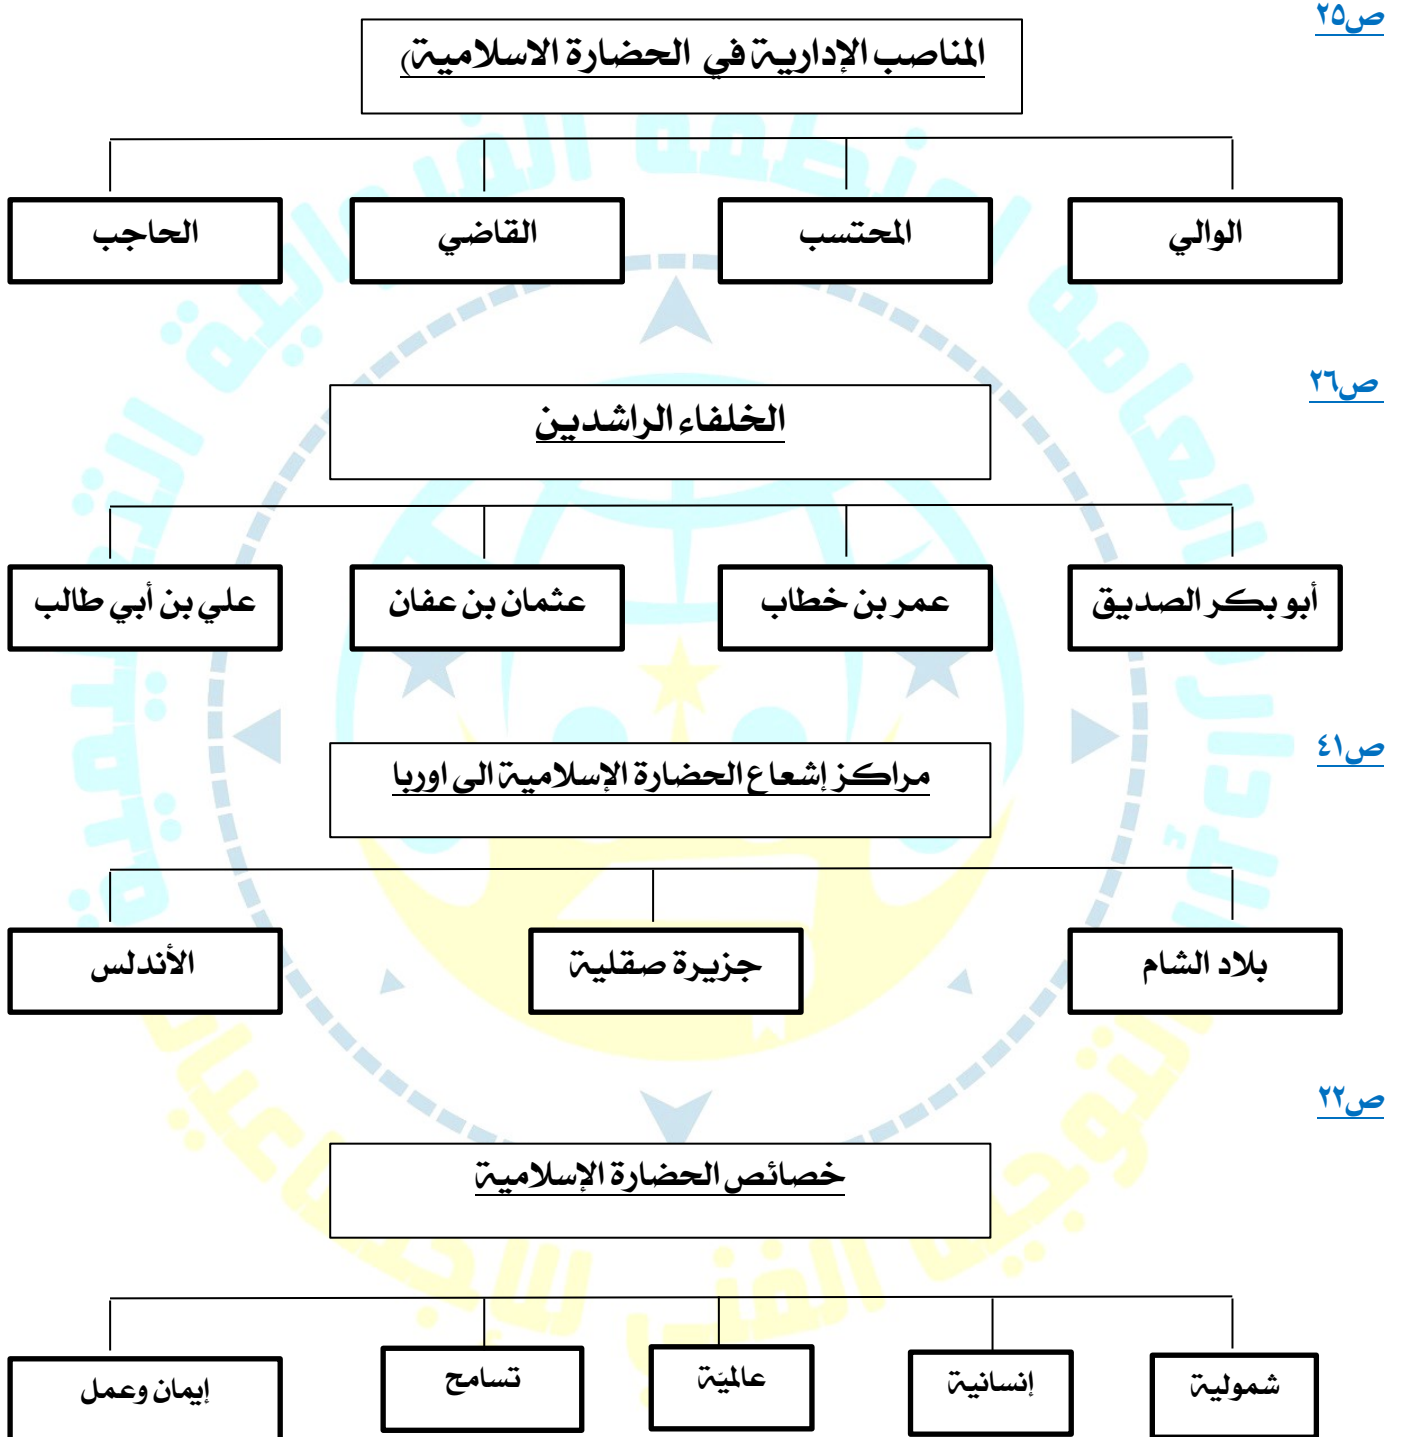 ص٢٥
المناصب الإدارية في الحضارة الاسلامية)
الوالي
المحتسب
القاضي
الحاجب
ص٢٦
الخلفاء الراشدين
أبو بكر الصديق
عمر بن خطاب
عثمان بن عفان
علي بن أبي طالب
ص٤١
مراكز إشعاع الحضارة الإسلامية الى اوربا
بلاد الشام
جزيرة صقلية
الأندلس
ص٢٢
خصائص الحضارة الإسلامية
شمولية
إنسانية
عالميّة
تسامح
إيمان وعمل